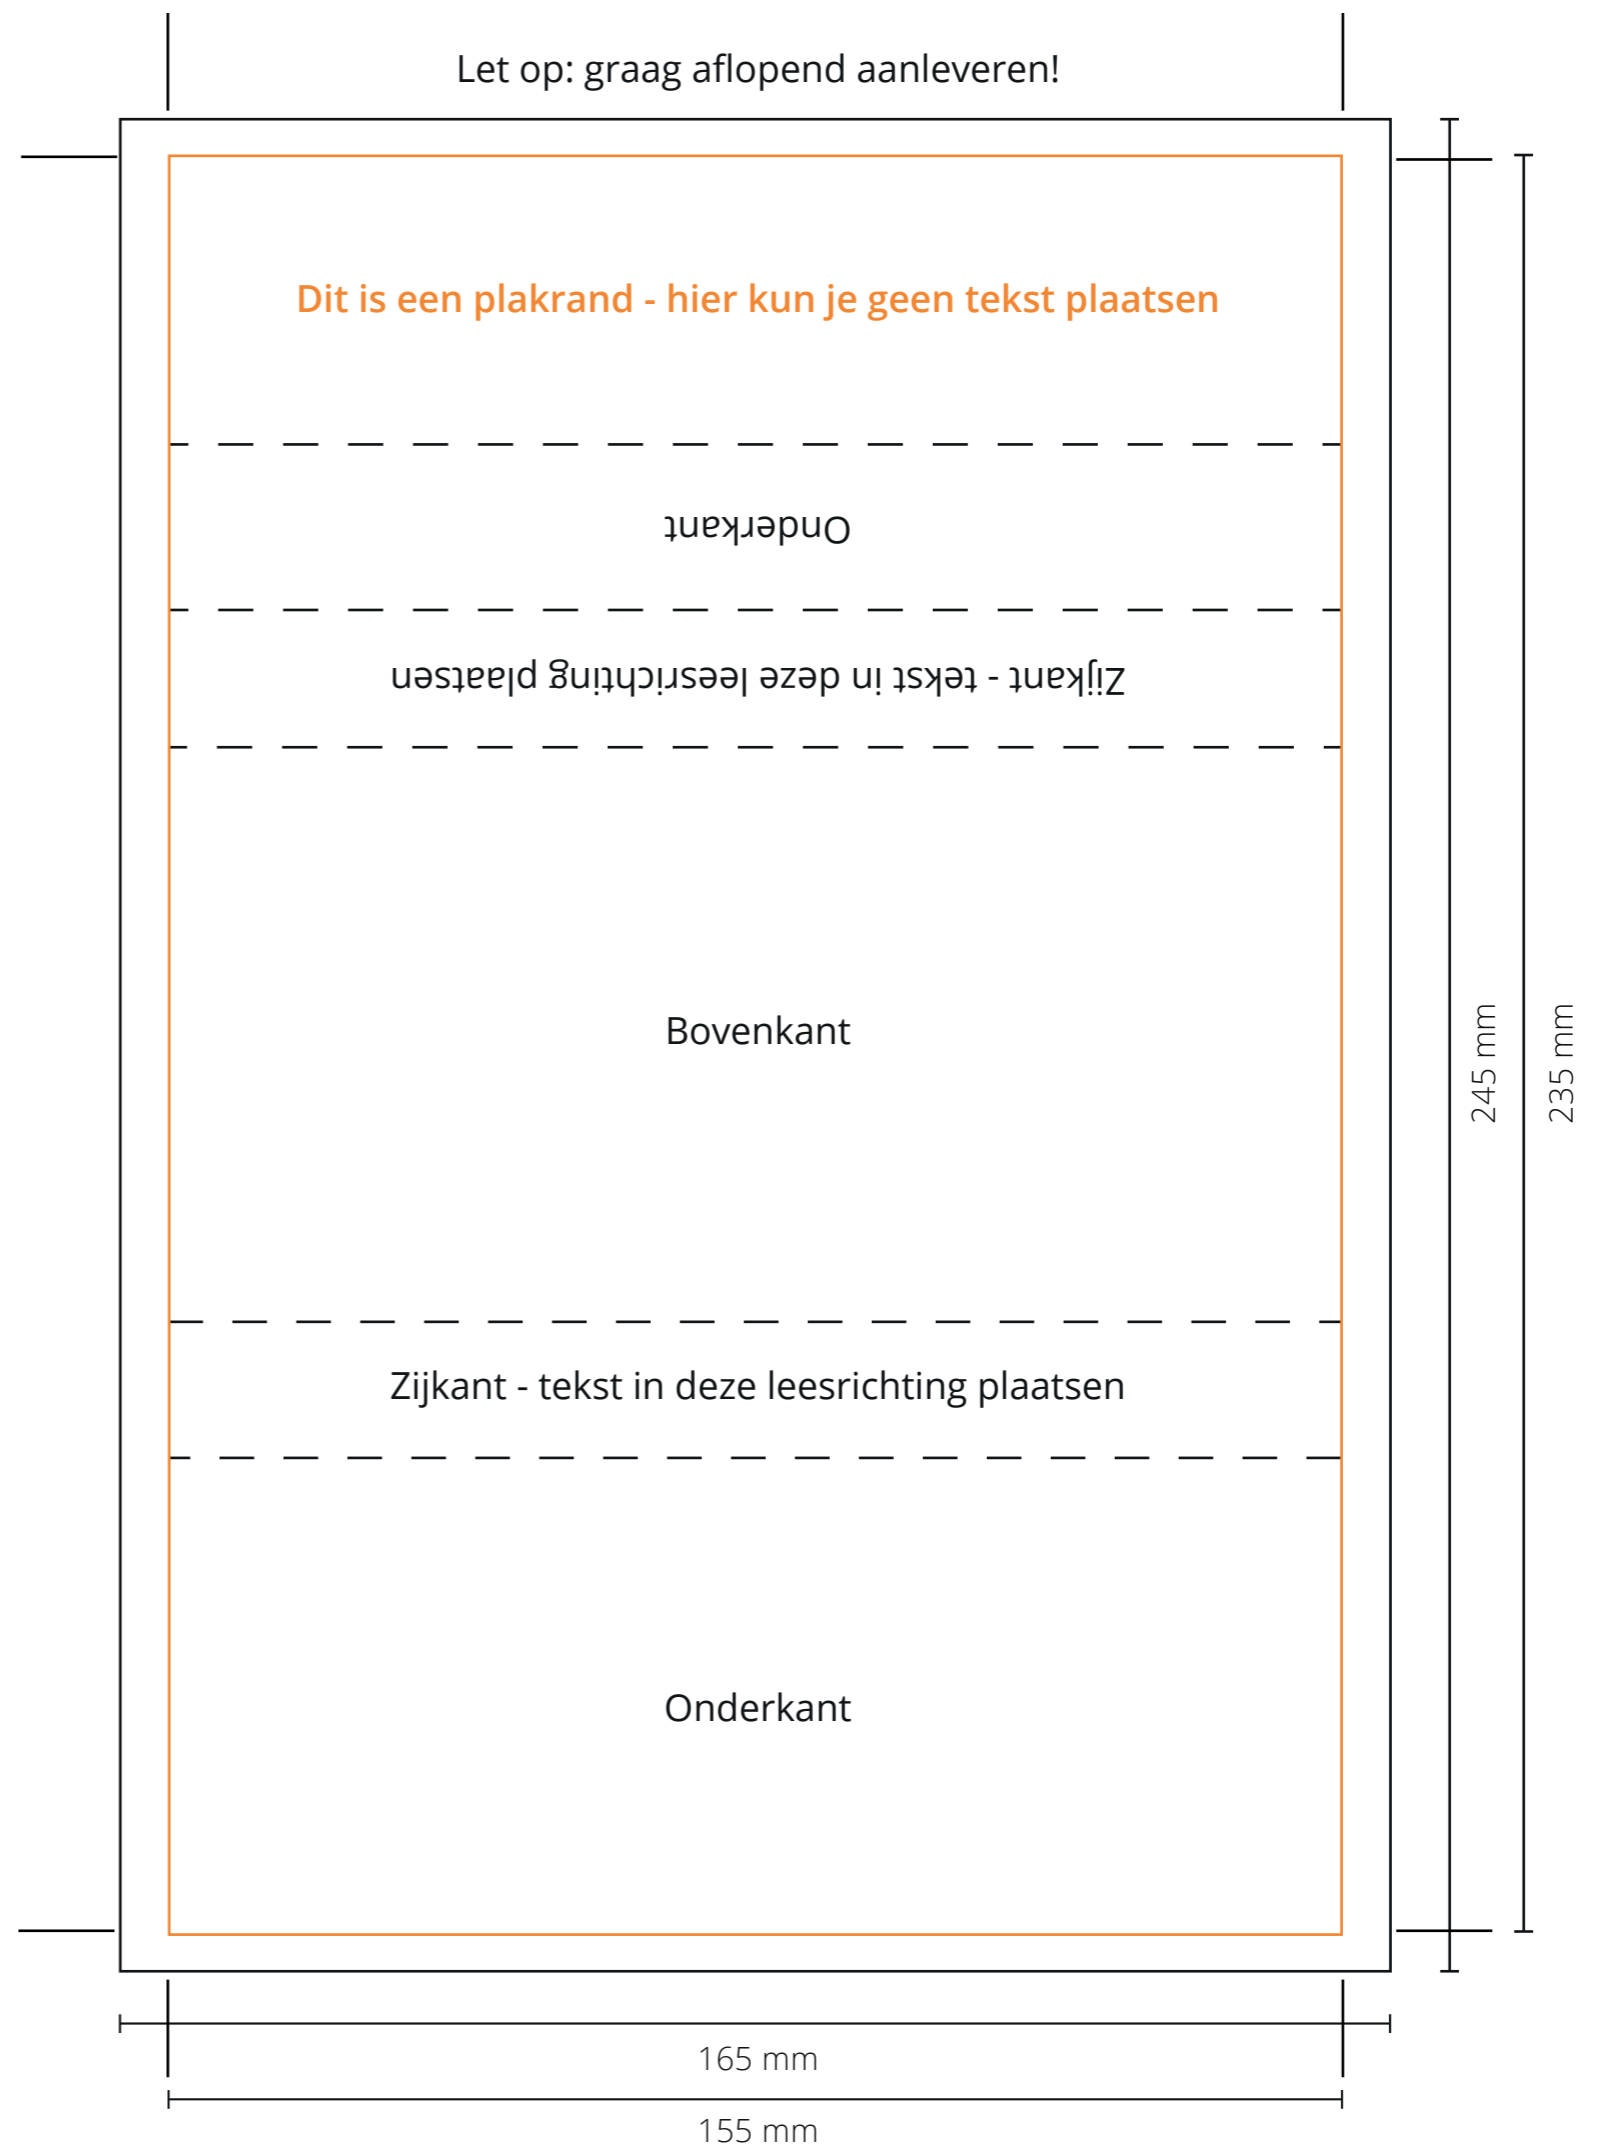 Let op: graag aflopend aanleveren!
Dit is een plakrand - hier kun je geen tekst plaatsen
Onderkant
Zijkant - tekst in deze leesrichting plaatsen
Bovenkant
245 mm
235 mm
Zijkant - tekst in deze leesrichting plaatsen
Onderkant
165 mm
155 mm